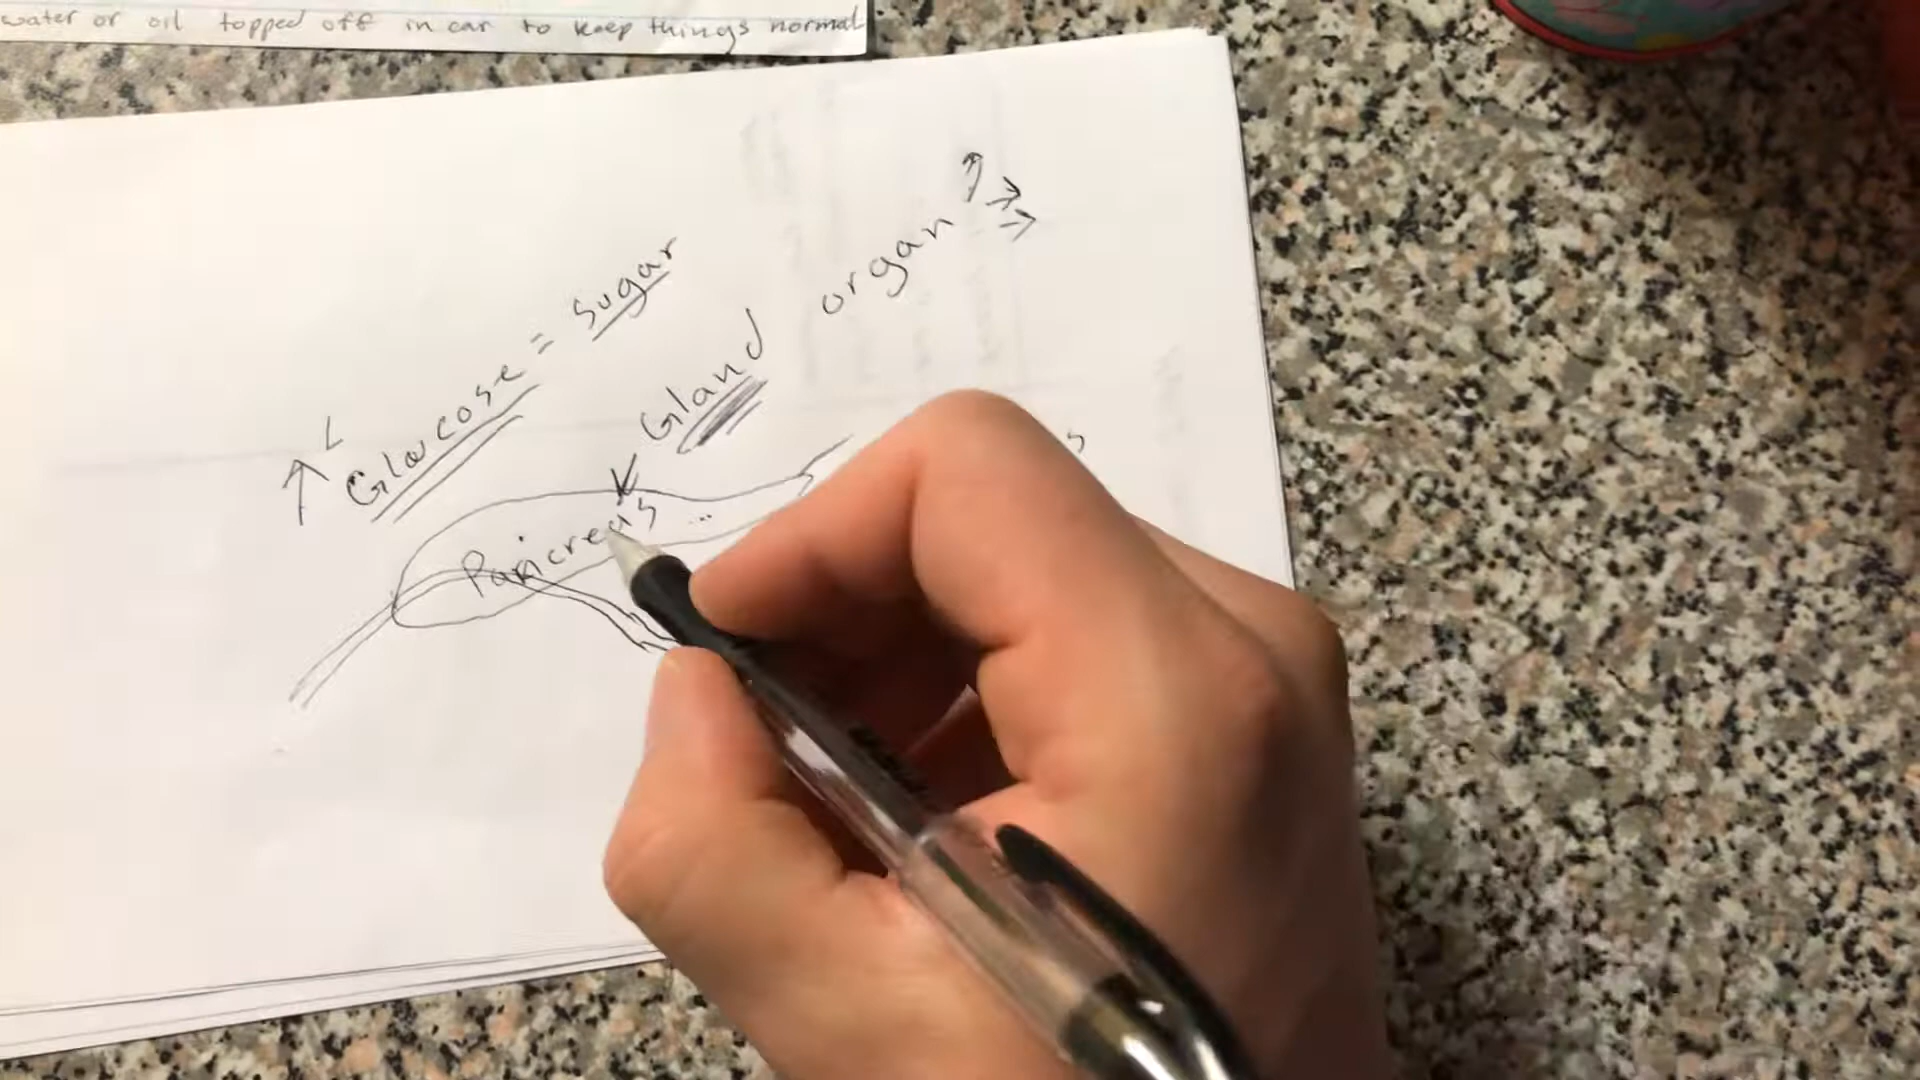 water or oil topped off in car to keep things normal
Glucose = sugar
Gland organ?
Pancreas ...